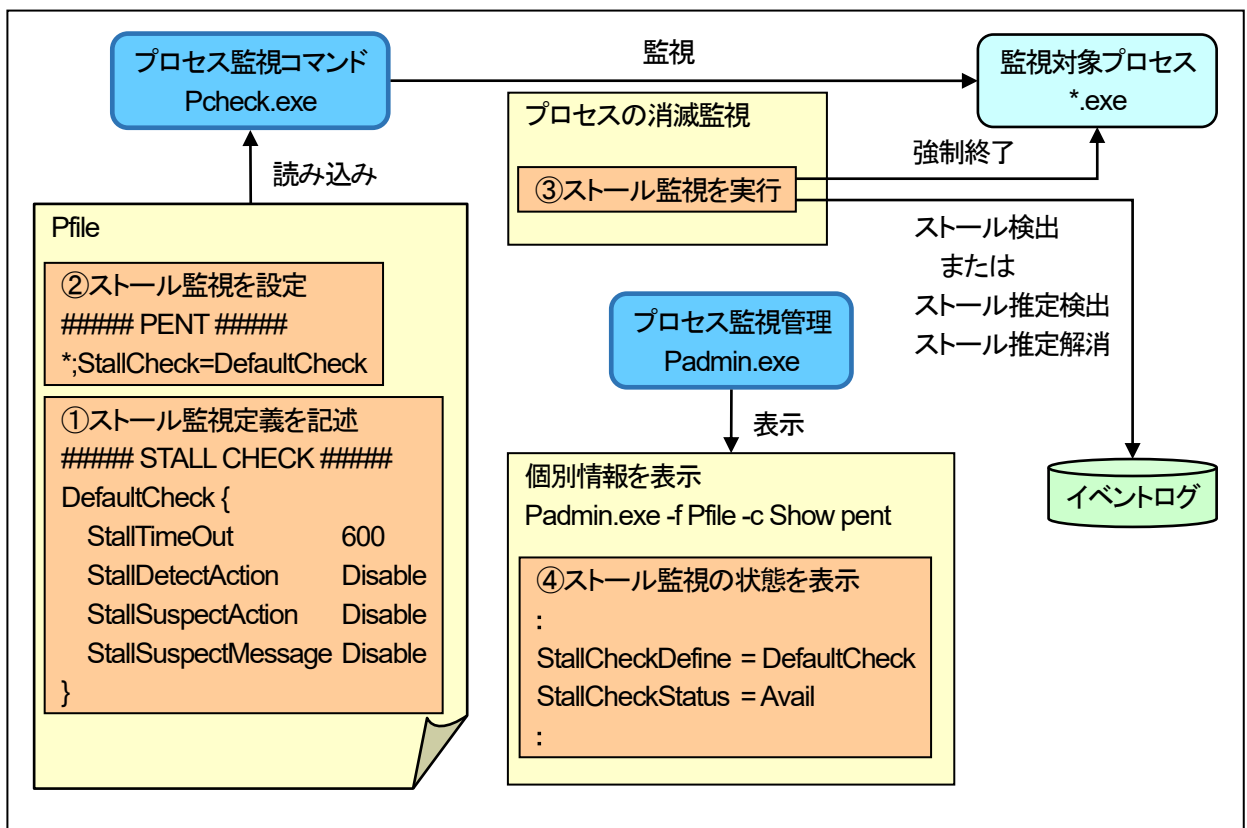 プロセス監視コマンド
Pcheck.exe
監視
監視対象プロセス
*.exe
読み込み
プロセスの消滅監視
③ストール監視を実行
強制終了
ストール検出
または
ストール推定検出
ストール推定解消
Pfile
②ストール監視を設定
##### PENT #####
*;StallCheck=DefaultCheck
①ストール監視定義を記述
##### STALL CHECK #####
DefaultCheck {
StallTimeOut 600
StallDetectAction Disable
StallSuspectAction Disable
StallSuspectMessage Disable
}
プロセス監視管理
Padmin.exe
表示
個別情報を表示
Padmin.exe -f Pfile -c Show pent
④ストール監視の状態を表示
:
StallCheckDefine = DefaultCheck
StallCheckStatus = Avail
:
イベントログ